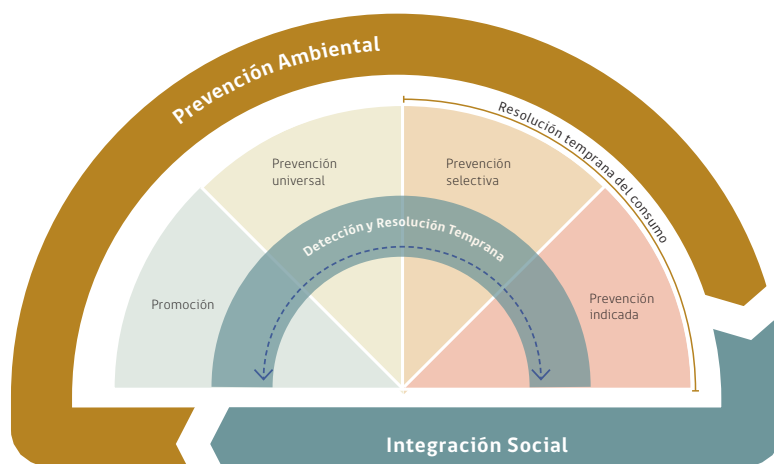 Prevención Ambiental
Resolución temprana del consumo
Prevención
universal
Prevención
selectiva
Detección y Resolución Temprana
Promoción
Prevención
indicada
Integración Social